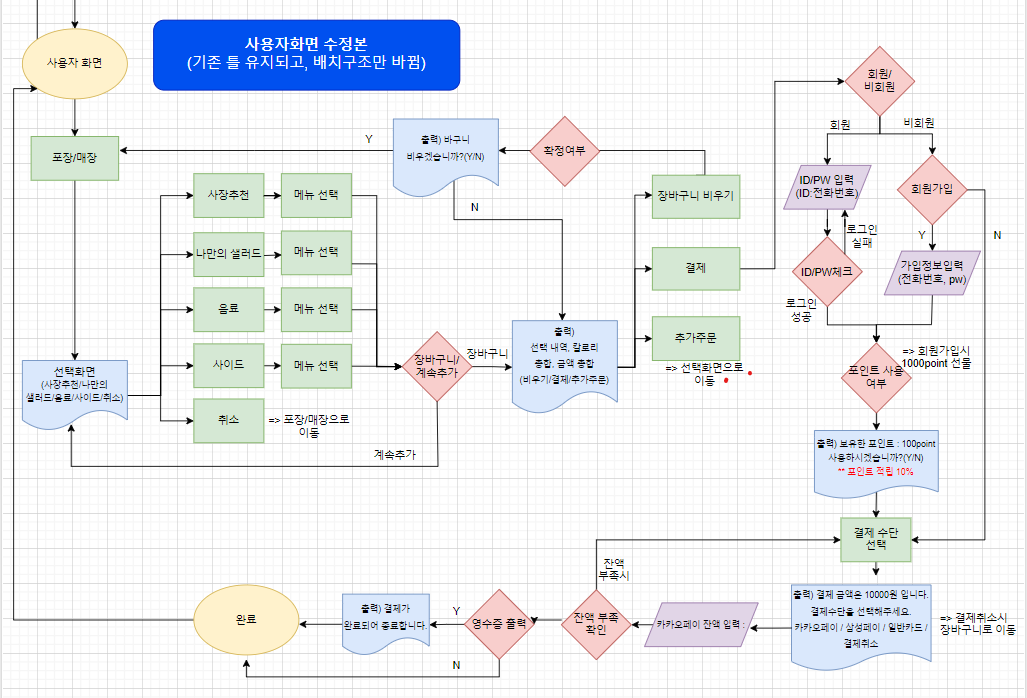 사용자화면 수정본
(기존 틀 유지되고, 배치구조만 바뀜)
사용자 화면
포장/매장
선택화면
(사장추천/나만의
샐러드/음료/사이드/취소)
사장추천
메뉴 선택
나만의 샐러드
메뉴 선택
음료
메뉴 선택
사이드
메뉴 선택
취소
=> 포장/매장으로
이동
계속추가
장바구니/
계속추가
장바구니
Y
출력) 바구니
비우겠습니까?(Y/N)
N
확정여부
출력)
선택 내역, 칼로리
총합, 금액 총합
(비우기/결제/추가주문)
장바구니 비우기
결제
추가주문
=> 선택화면으로
이동
회원/
비회원
회원
비회원
ID/PW 입력
(ID:전화번호)
로그인
실패
ID/PW체크
로그인
성공
회원가입
Y
N
가입정보입력
(전화번호, pw)
=> 회원가입시
1000point 선물
포인트 사용
여부
출력) 보유한 포인트 : 100point
사용하시겠습니까?(Y/N)
** 포인트 적립 10%
결제 수단
선택
출력) 결제 금액은 10000원 입니다.
결제수단을 선택해주세요.
카카오페이 / 삼성페이 / 일반카드 /
결제취소
=> 결제취소시
장바구니로 이동
카카오페이 잔액 입력 :
잔액 부족
확인
잔액
부족시
영수증 출력
Y
N
출력) 결제가
완료되어 종료합니다.
완료